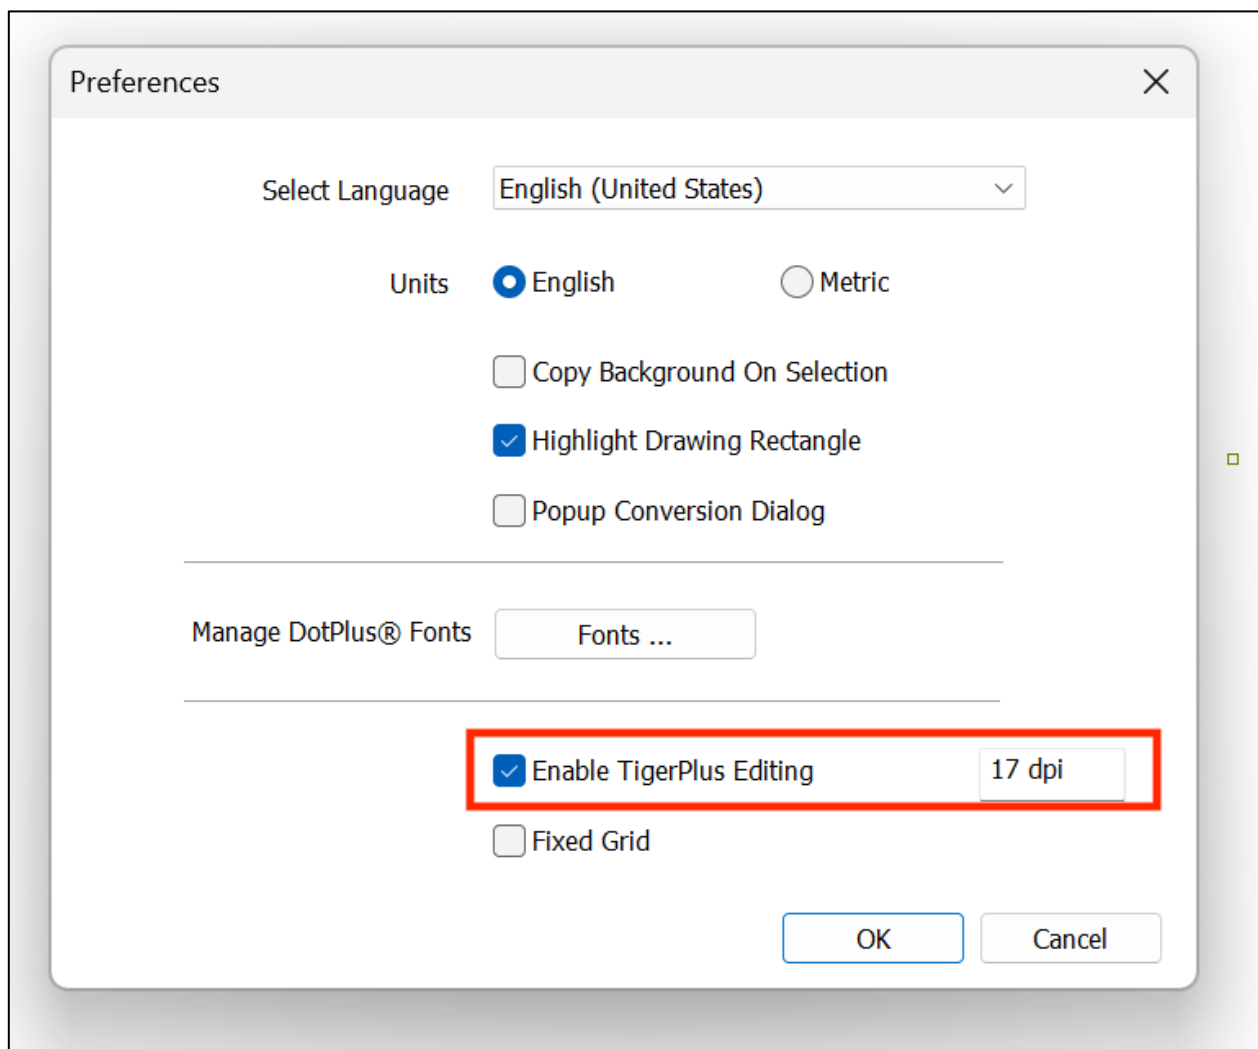 Preferences
Select Language English (United States)
Units English Metric
Copy Background On Selection
Highlight Drawing Rectangle
Popup Conversion Dialog
Manage DotPlus® Fonts Fonts ...
Enable TigerPlus Editing 17 dpi
Fixed Grid
OK Cancel